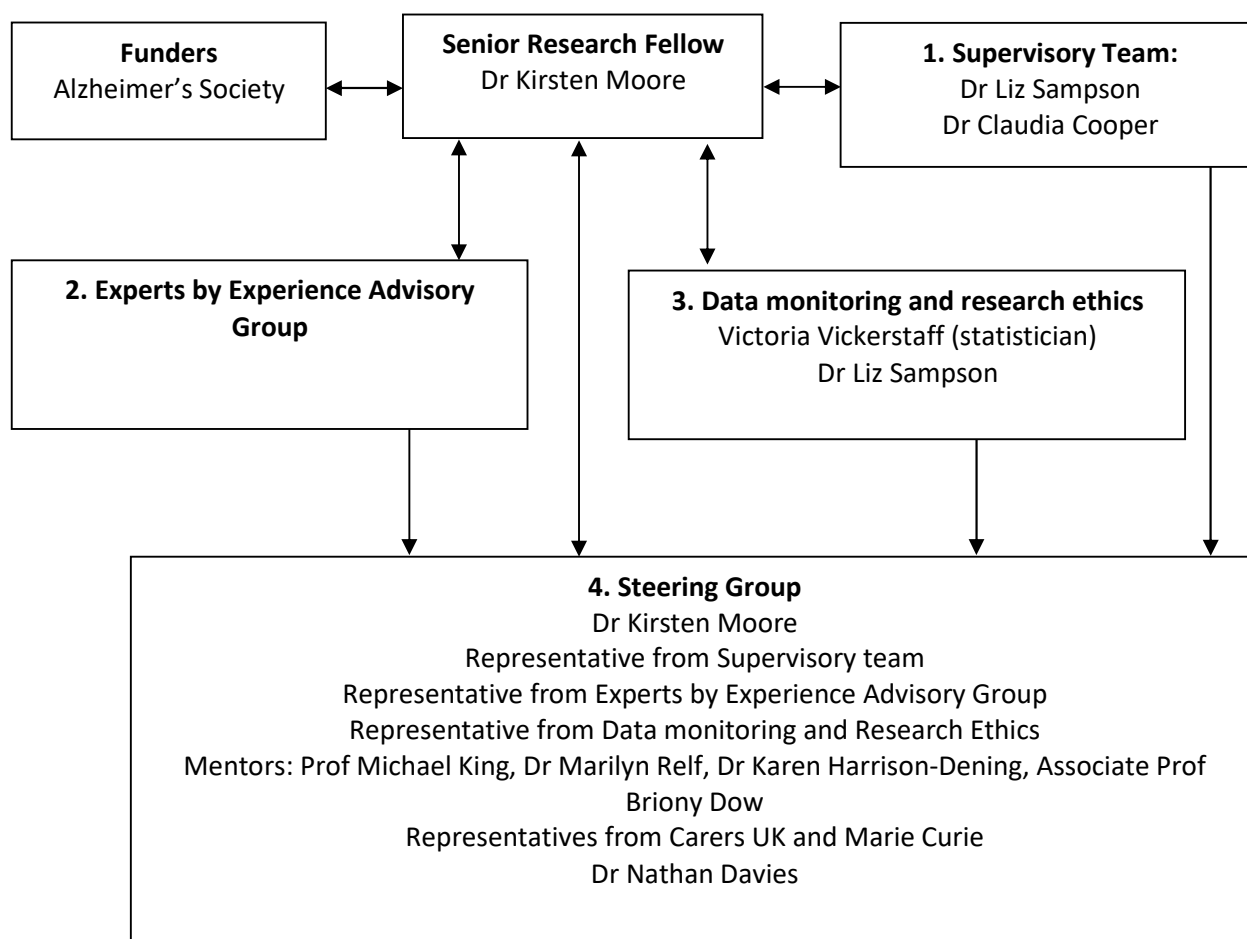 Funders
Alzheimer's Society
Senior Research Fellow
Dr Kirsten Moore
1. Supervisory Team:
Dr Liz Sampson
Dr Claudia Cooper
2. Experts by Experience Advisory
Group
3. Data monitoring and research ethics
Victoria Vickerstaff (statistician)
Dr Liz Sampson
4. Steering Group
Dr Kirsten Moore
Representative from Supervisory team
Representative from Experts by Experience Advisory Group
Representative from Data monitoring and Research Ethics
Mentors: Prof Michael King, Dr Marilyn Relf, Dr Karen Harrison-Dening, Associate Prof
Briony Dow
Representatives from Carers UK and Marie Curie
Dr Nathan Davies